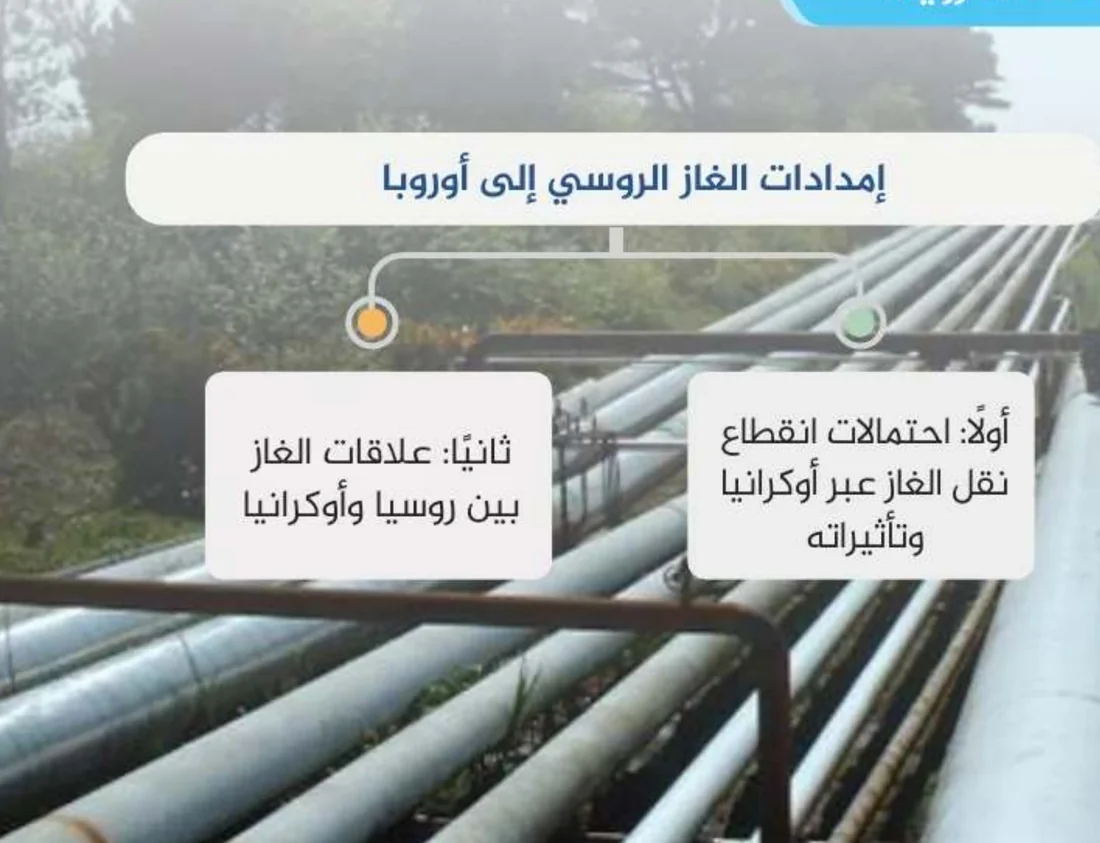 إمدادات الغاز الروسي إلى أوروبا
أولًا: احتمالات انقطاع
نقل الغاز عبر أوكرانيا
وتأثيراته
ثانيًا: علاقات الغاز
بين روسيا وأوكرانيا